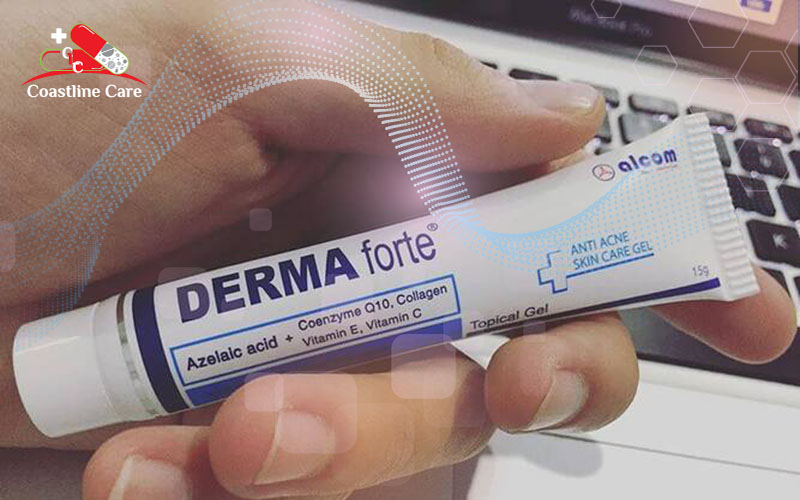 Coastline Care
alcom
DERMA forte®
ANTI ACNE
SKIN CARE GEL
15g
Azelaic acid + Coenzyme Q10, Collagen
Vitamin E, Vitamin C
Topical Gel